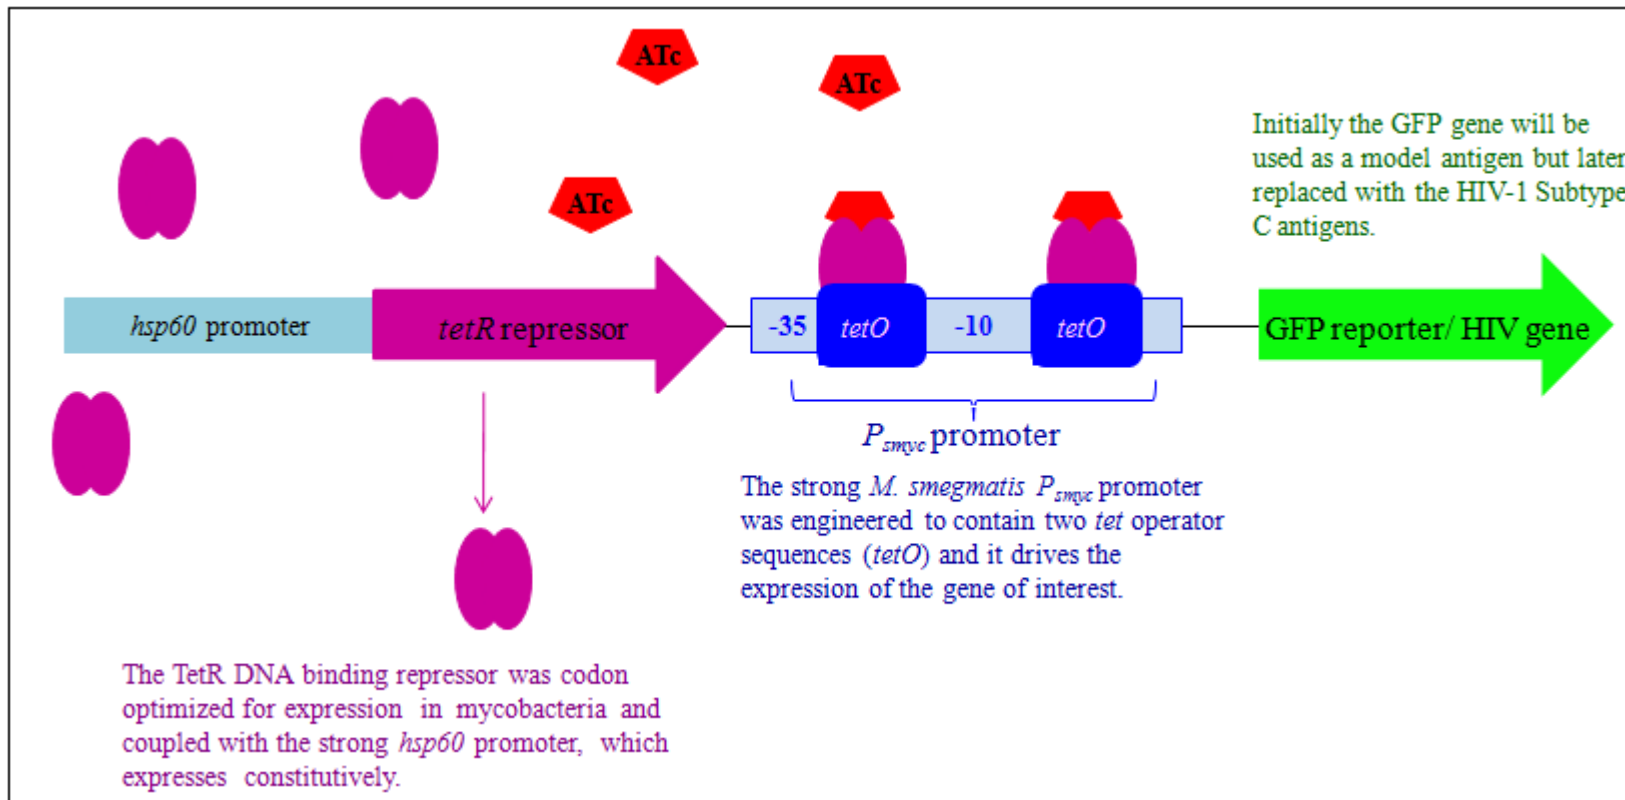 ATc
ATc
ATc
Initially the GFP gene will be
used as a model antigen but later
replaced with the HIV-1 Subtype
C antigens.
hsp60 promoter
tetR repressor
-35
tetO
-10
tetO
GFP reporter/ HIV gene
Psmyc promoter
The strong M. smegmatis Psmyc promoter
was engineered to contain two tet operator
sequences (tetO) and it drives the
expression of the gene of interest.
The TetR DNA binding repressor was codon
optimized for expression in mycobacteria and
coupled with the strong hsp60 promoter, which
expresses constitutively.